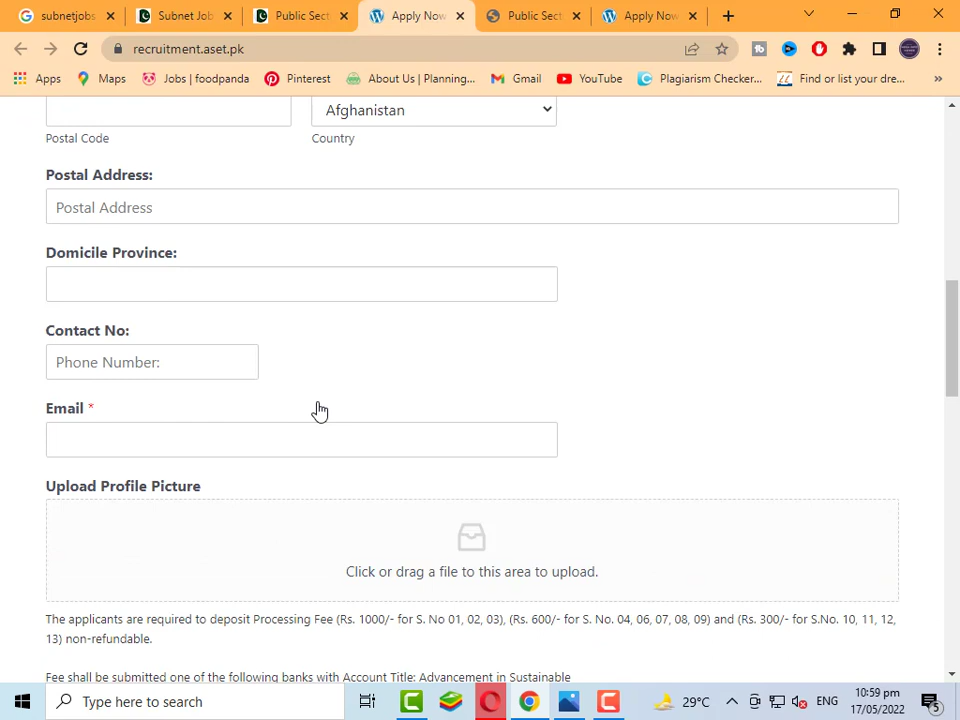 subnetjobs
Subnet Job
Public Sect
Apply Now
Public Sect
Apply Now
recruitment.aset.pk
Apps
Maps
Jobs | foodpanda
Pinterest
About Us | Planning...
Gmail
YouTube
Plagiarism Checker...
Find or list your dre...
»
Afghanistan
Postal Code
Country
Postal Address:
Postal Address
Domicile Province:
Contact No:
Phone Number:
Email *
Upload Profile Picture
Click or drag a file to this area to upload.
The applicants are required to deposit Processing Fee (Rs. 1000/- for S. No 01, 02, 03), (Rs. 600/- for S. No. 04, 06, 07, 08, 09) and (Rs. 300/- for S.No. 10, 11, 12,
13) non-refundable.
Fee shall be submitted one of the following banks with Account Title: Advancement in Sustainable
Type here to search
29°C
ENG
10:59 pm
17/05/2022
5